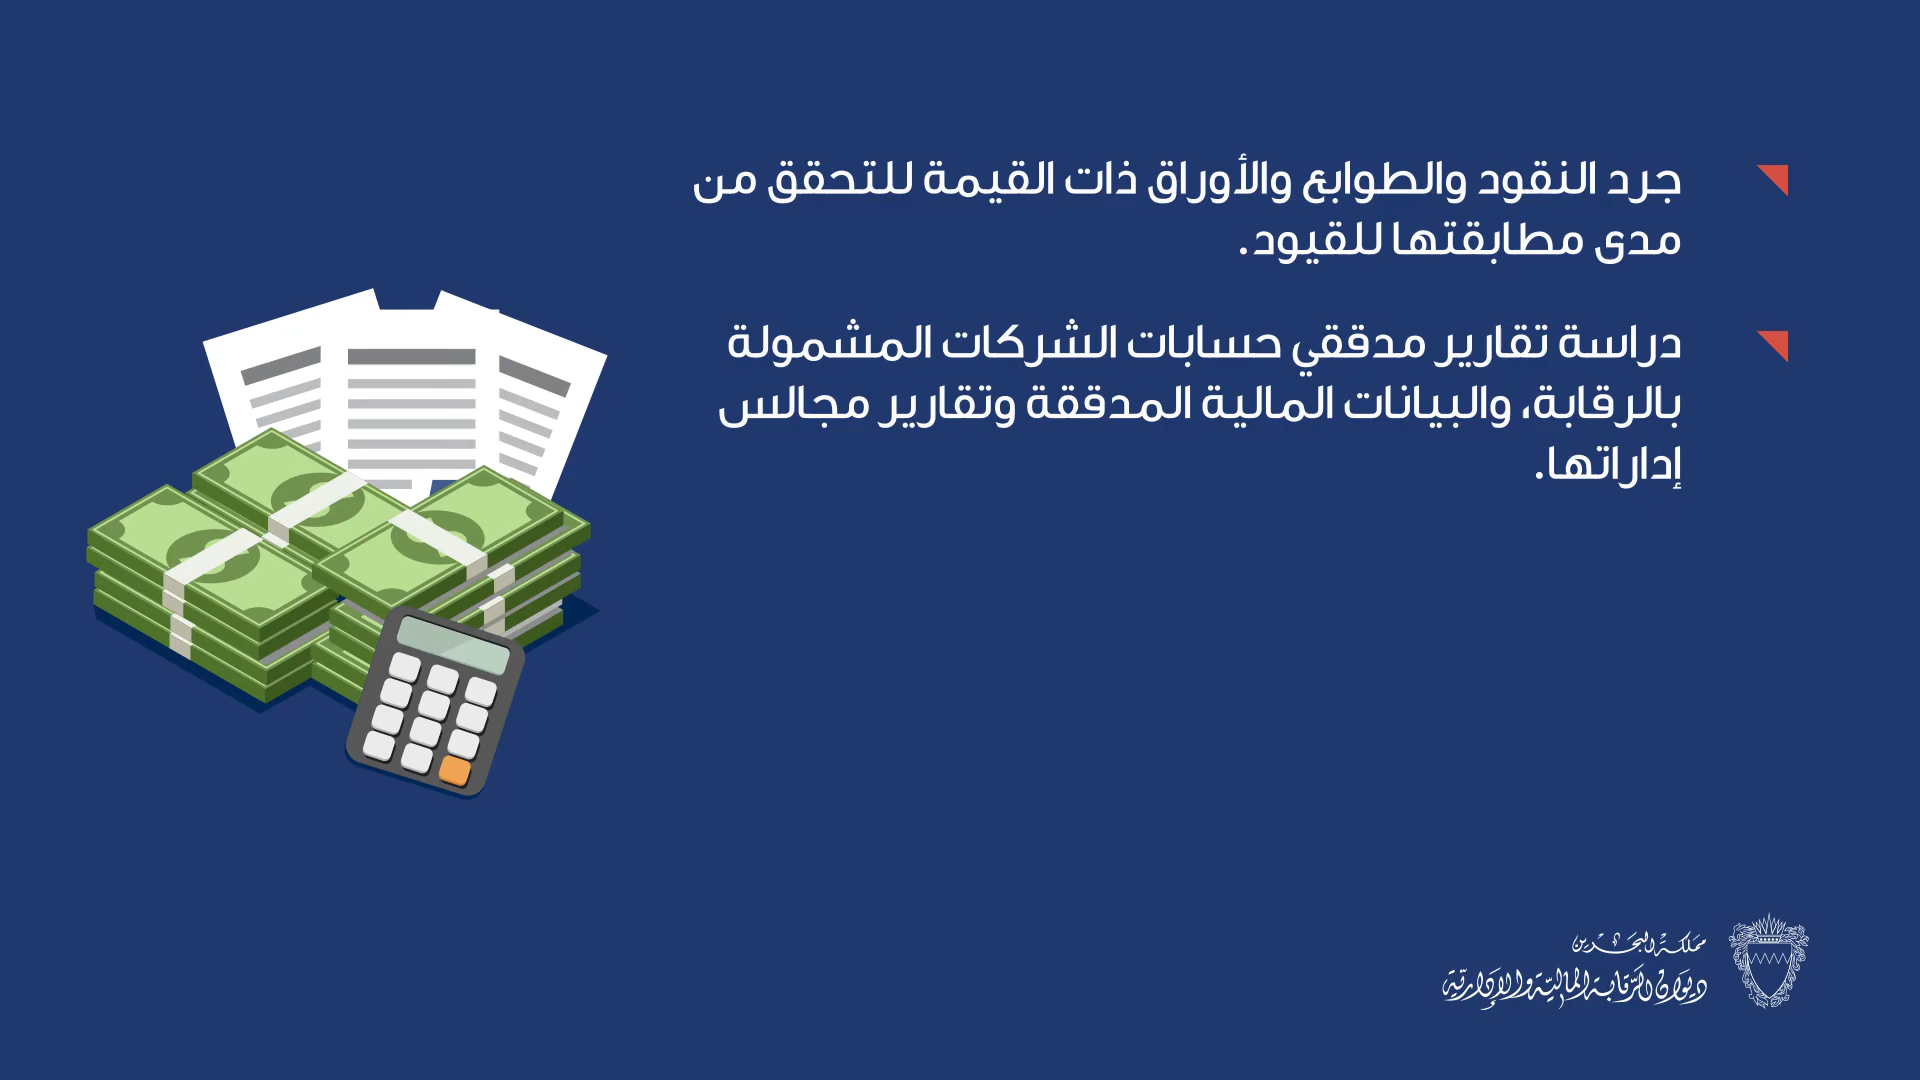 جرد النقود والطوابع والأوراق ذات القيمة للتحقق من
مدى مطابقتها للقيود.
دراسة تقارير مدققي حسابات الشركات المشمولة
بالرقابة، والبيانات المالية المدققة وتقارير مجالس
إداراتها.
مملكة البحرين
ديوان الرقابة المالية والإدارية